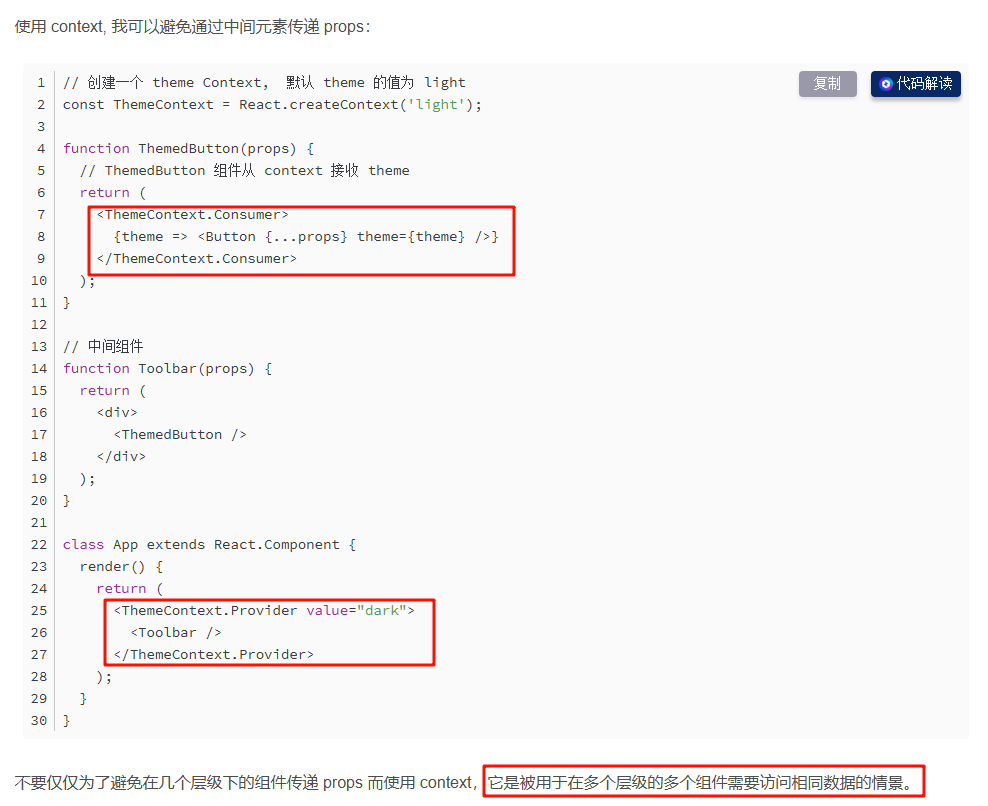 使用 context, 我可以避免通过中间元素传递 props：
复制
代码解读
1 // 创建一个 theme Context, 默认 theme 的值为 light
2 const ThemeContext = React.createContext('light');
3
4 function ThemedButton(props) {
5   // ThemedButton 组件从 context 接收 theme
6   return (
7     <ThemeContext.Consumer>
8       {theme => <Button {...props} theme={theme} />}
9     </ThemeContext.Consumer>
10   );
11 }
12
13 // 中间组件
14 function Toolbar(props) {
15   return (
16     <div>
17       <ThemedButton />
18     </div>
19   );
20 }
21
22 class App extends React.Component {
23   render() {
24     return (
25       <ThemeContext.Provider value="dark">
26         <Toolbar />
27       </ThemeContext.Provider>
28     );
29   }
30 }
不要仅仅为了避免在几个层级下的组件传递 props 而使用 context，它是被用于在多个层级的多个组件需要访问相同数据的情景。